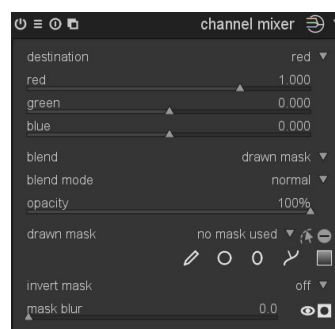 channel mixer
destination red
red 1.000
green 0.000
blue 0.000
blend drawn mask
blend mode normal
opacity 100%
drawn mask no mask used
invert mask off
mask blur 0.0